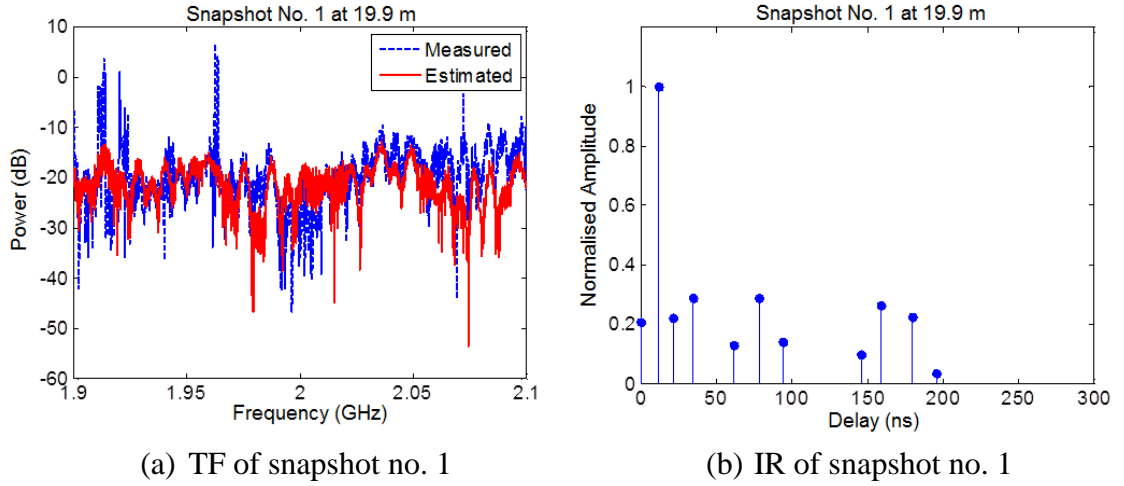 Snapshot No. 1 at 19.9 m
10
0
-10
-20
-30
-40
-50
-60
Power (dB)
Measured
Estimated
1.9
1.95
2
2.05
2.1
Frequency (GHz)
(a) TF of snapshot no. 1
Snapshot No. 1 at 19.9 m
1
0.8
0.6
0.4
0.2
0
Normalised Amplitude
0
50
100
150
200
250
300
Delay (ns)
(b) IR of snapshot no. 1